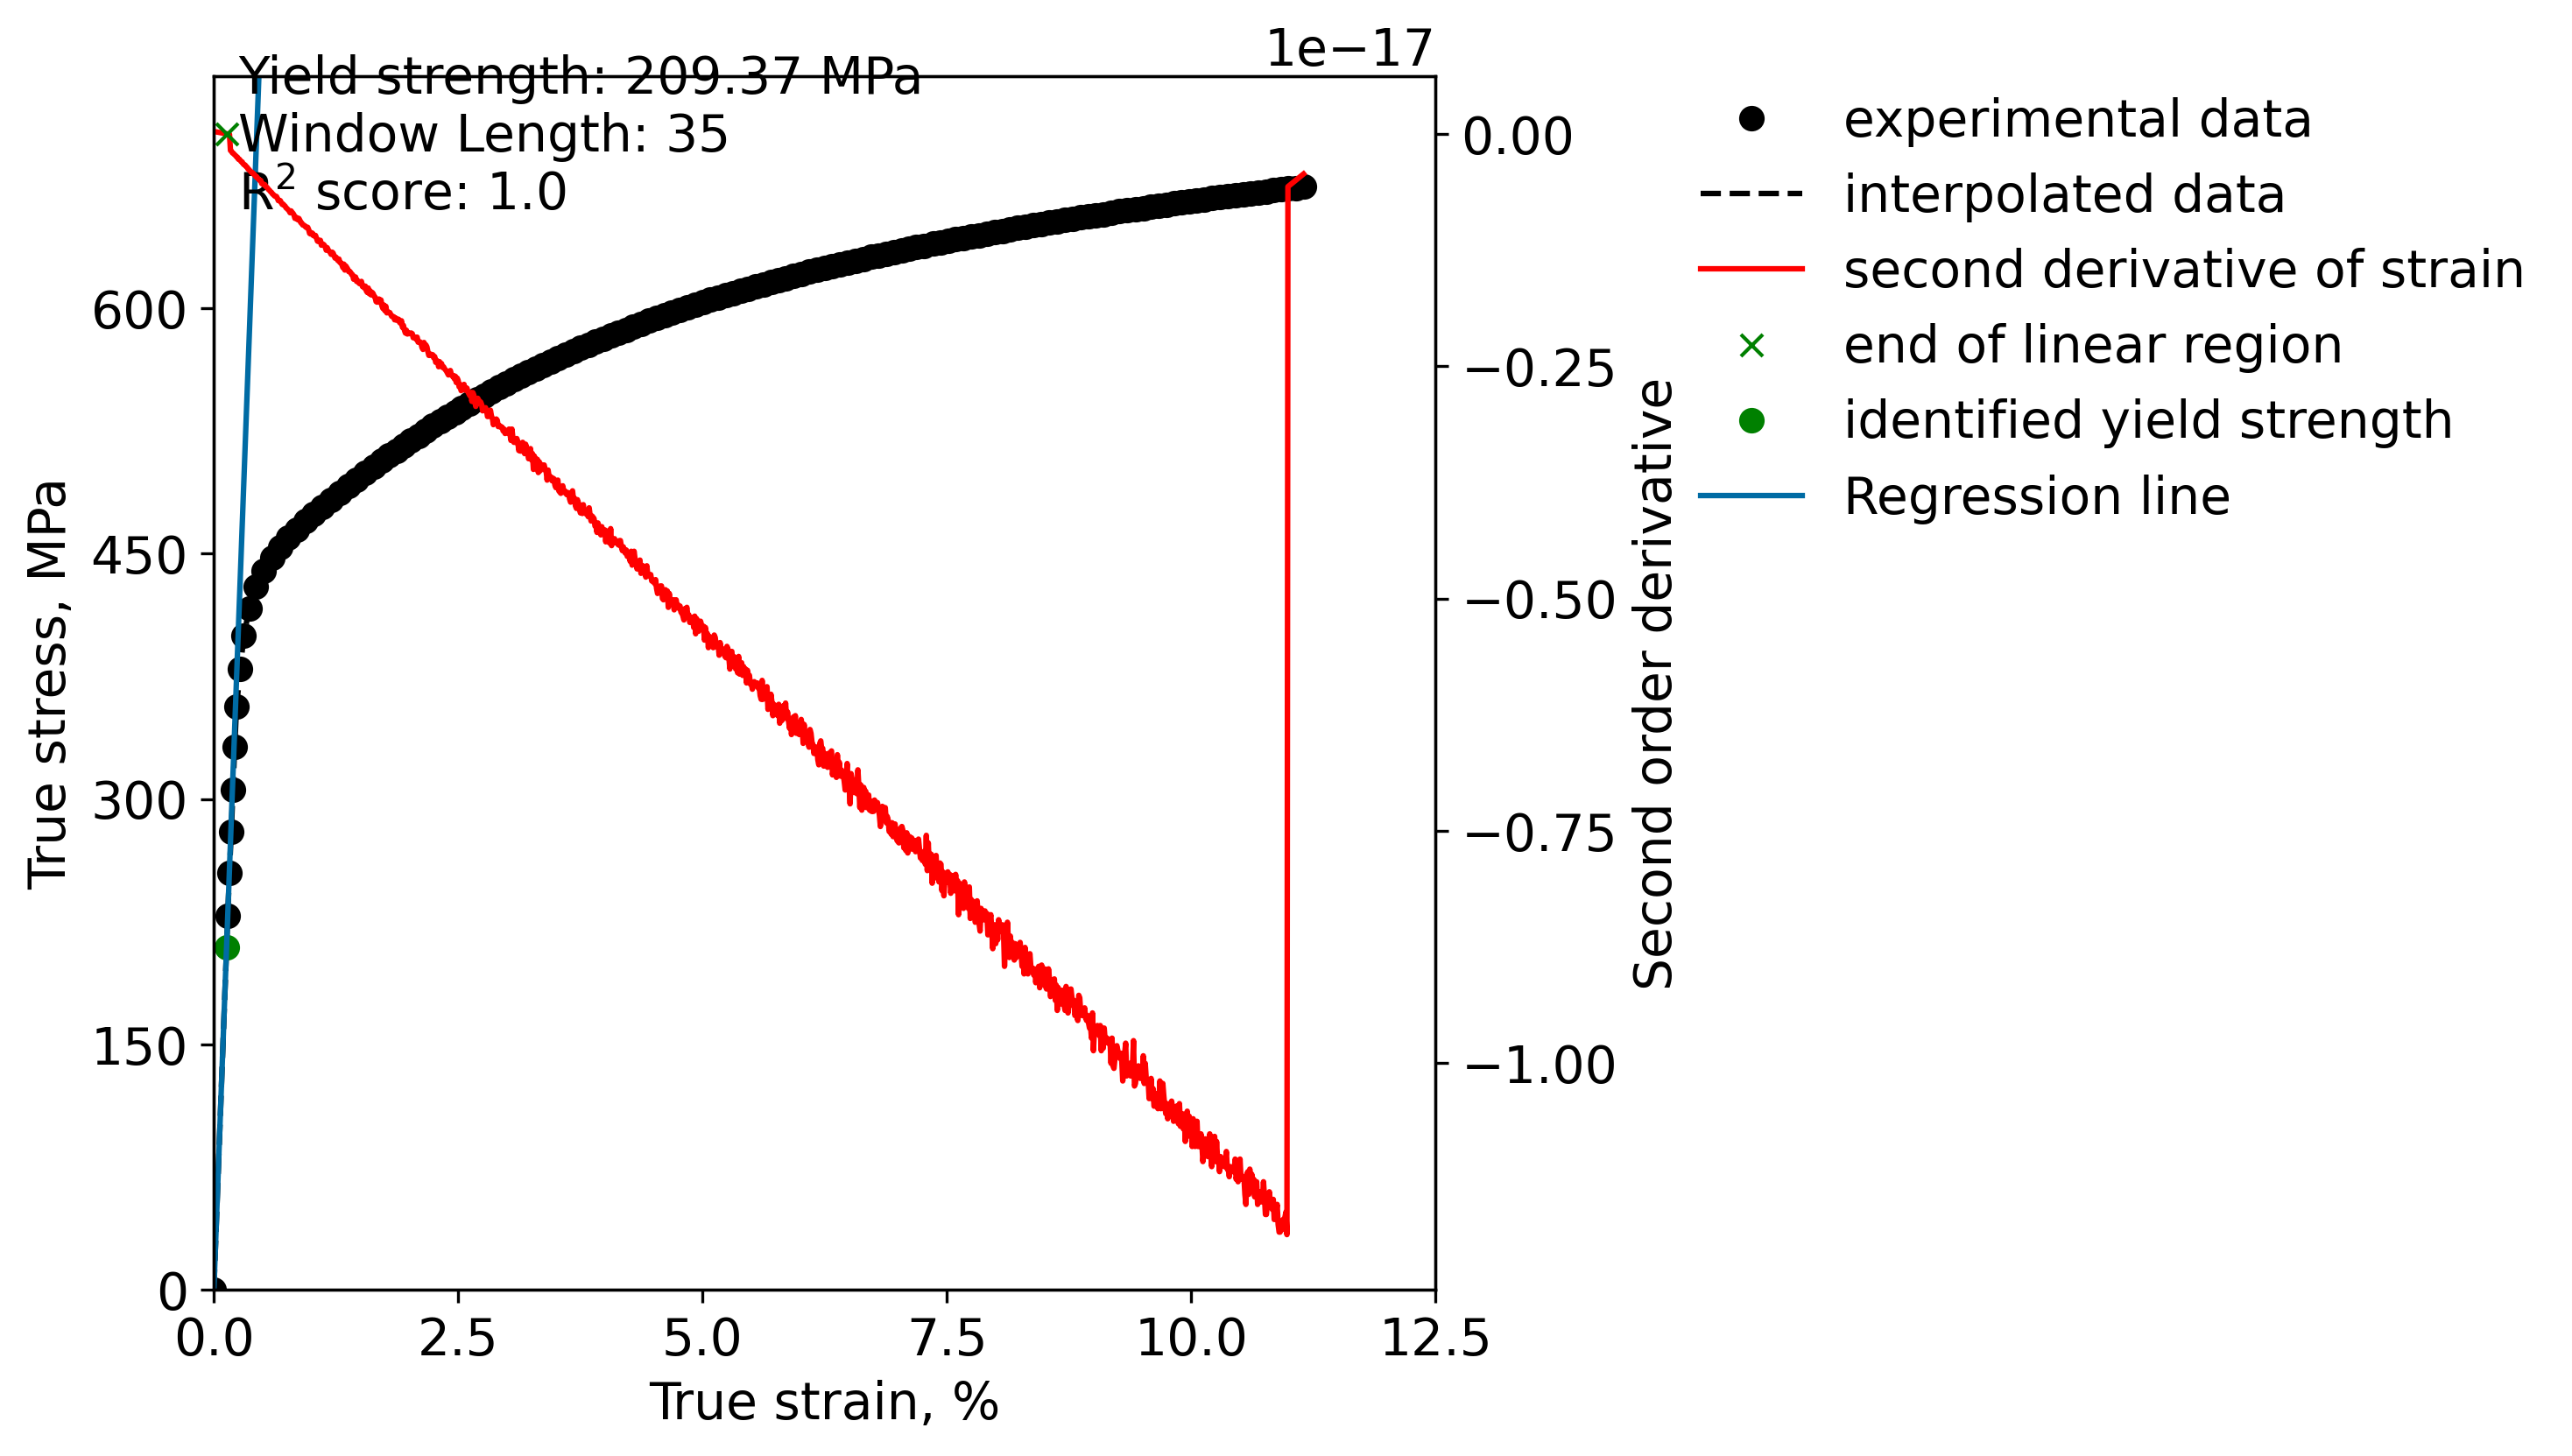 1e−17
Yield strength: 209.37 MPa
Window Length: 35
R² score: 1.0
True stress, MPa
600
450
300
150
0
0.0 2.5 5.0 7.5 10.0 12.5
True strain, %
0.00
−0.25
−0.50
−0.75
−1.00
Second order derivative
experimental data
interpolated data
second derivative of strain
end of linear region
identified yield strength
Regression line